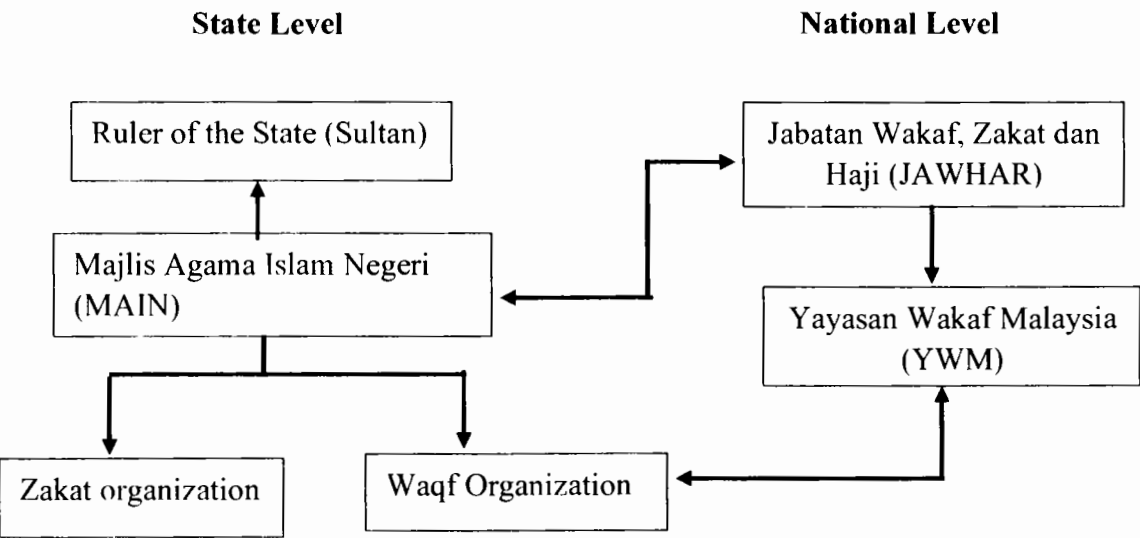 State Level
National Level
Ruler of the State (Sultan)
Jabatan Wakaf, Zakat dan
Haji (JAWHAR)
Majlis Agama Islam Negeri
(MAIN)
Yayasan Wakaf Malaysia
(YWM)
Zakat organization
Waqf Organization